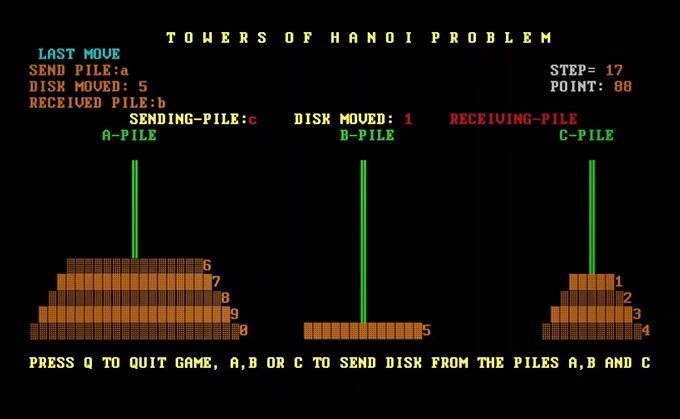 TOWERS OF HANOI PROBLEM
LAST MOVE
SEND PILE:a
STEP= 17
DISK MOVED: 5
POINT: 88
RECEIVED PILE:b
SENDING-PILE:c DISK MOVED: 1 RECEIVING-PILE
A-PILE B-PILE C-PILE
6
7 1
8 2
9 3
0 5 4
PRESS Q TO QUIT GAME, A,B OR C TO SEND DISK FROM THE PILES A,B AND C